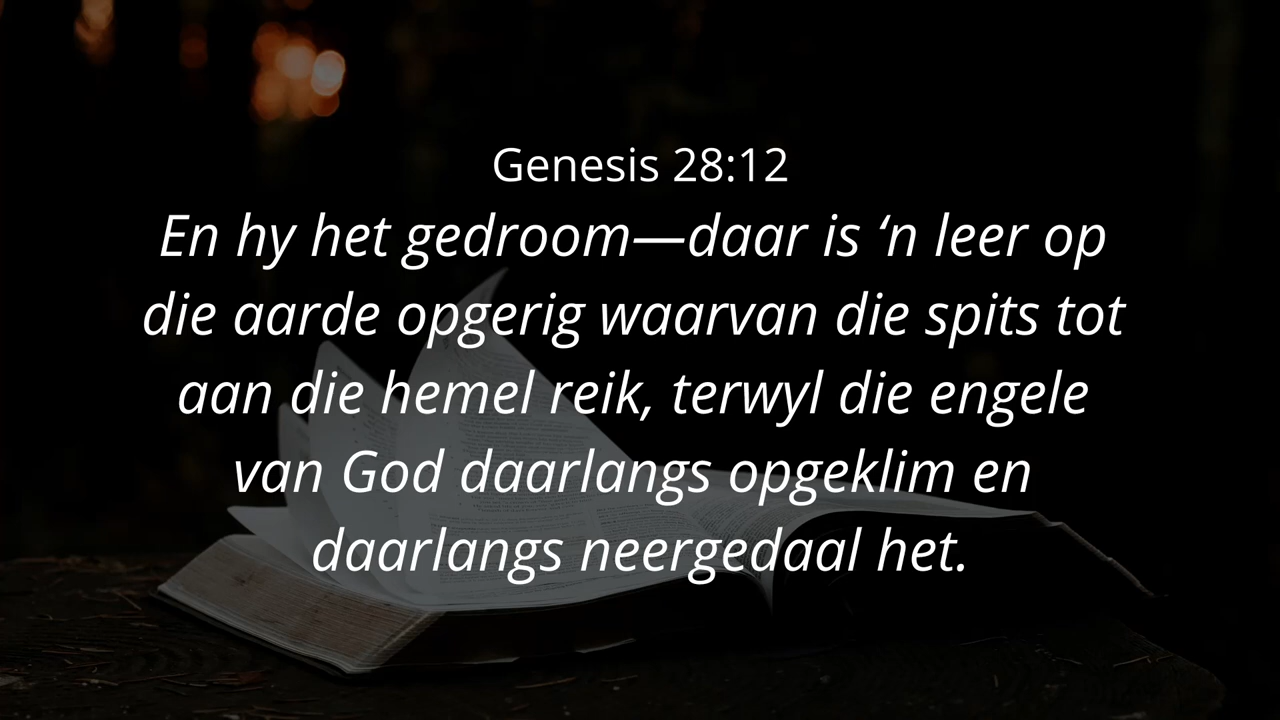 Genesis 28:12
En hy het gedroom—daar is ‘n leer op
die aarde opgerig waarvan die spits tot
aan die hemel reik, terwyl die engele
van God daarlangs opgeklim en
daarlangs neergedaal het.